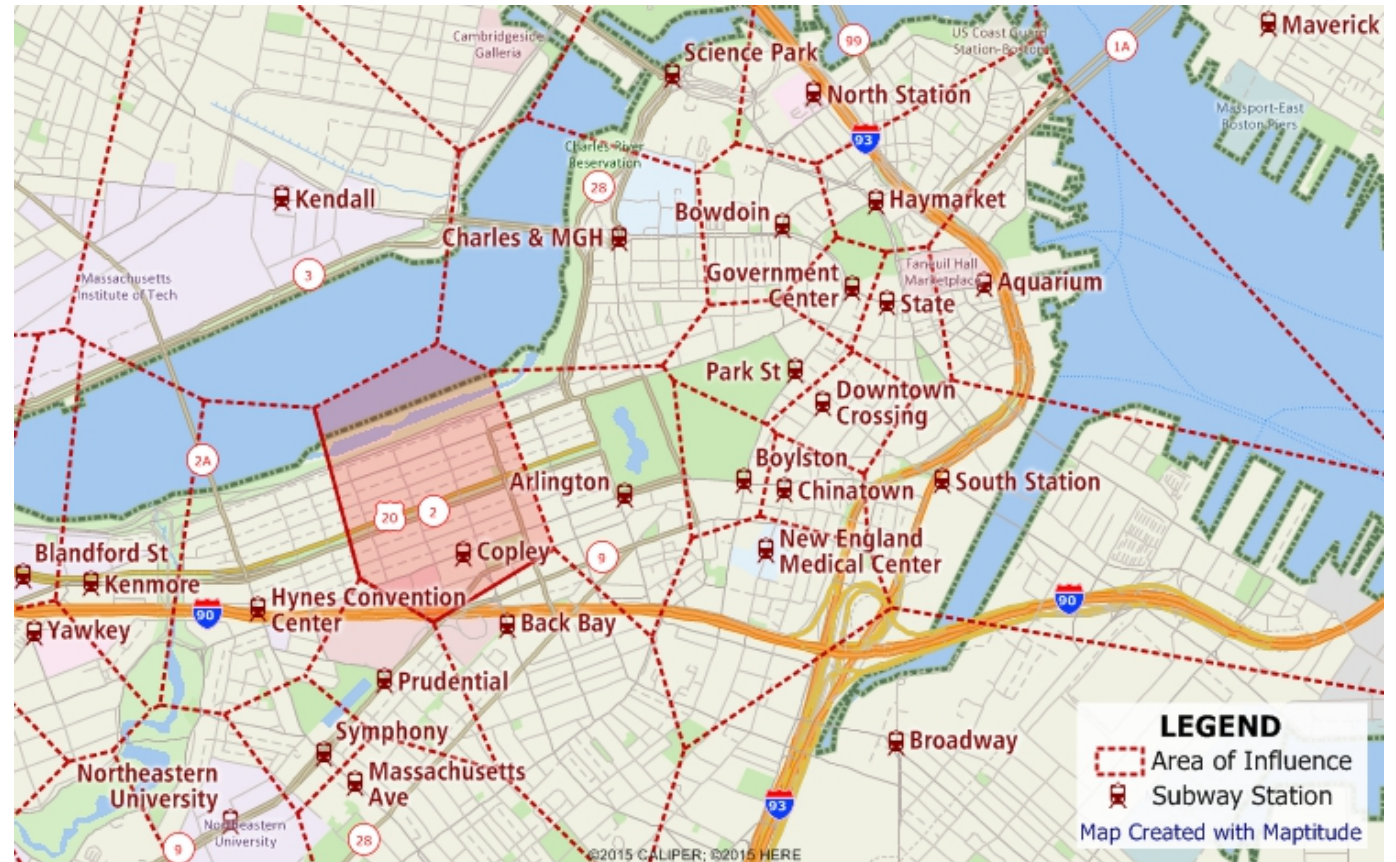 Cambridgeside
Galleria
Science Park
99
US Coast Guard
Station-Boston
1A
Maverick
North Station
Massport-East
Boston Piers
93
Charles River
Reservation
28
Kendall
Haymarket
Bowdoin
Charles & MGH
3
Massachusetts
Institute of Tech
Government
Center
Faneuil Hall
Marketplace
Aquarium
State
Park St
Downtown
Crossing
2A
Boylston
Arlington
Chinatown
South Station
20
2
Copley
9
New England
Medical Center
Blandford St
Kenmore
Hynes Convention
Center
90
90
Yawkey
Back Bay
Prudential
Symphony
Broadway
Massachusetts
Ave
Northeastern
University
Northeastern
University
9
28
93
LEGEND
Area of Influence
Subway Station
Map Created with Maptitude
©2015 CALIPER; ©2015 HERE